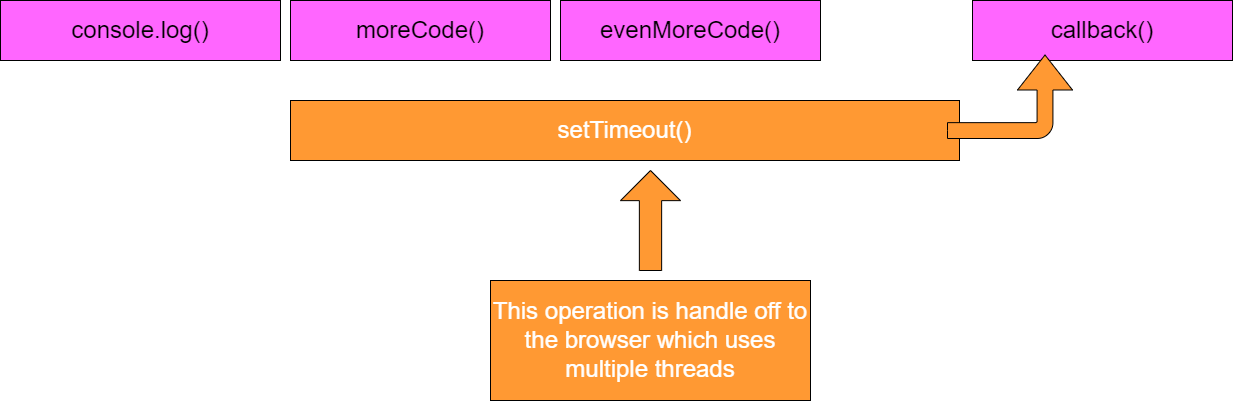 console.log()
moreCode()
evenMoreCode()
callback()
setTimeout()
This operation is handle off to
the browser which uses
multiple threads